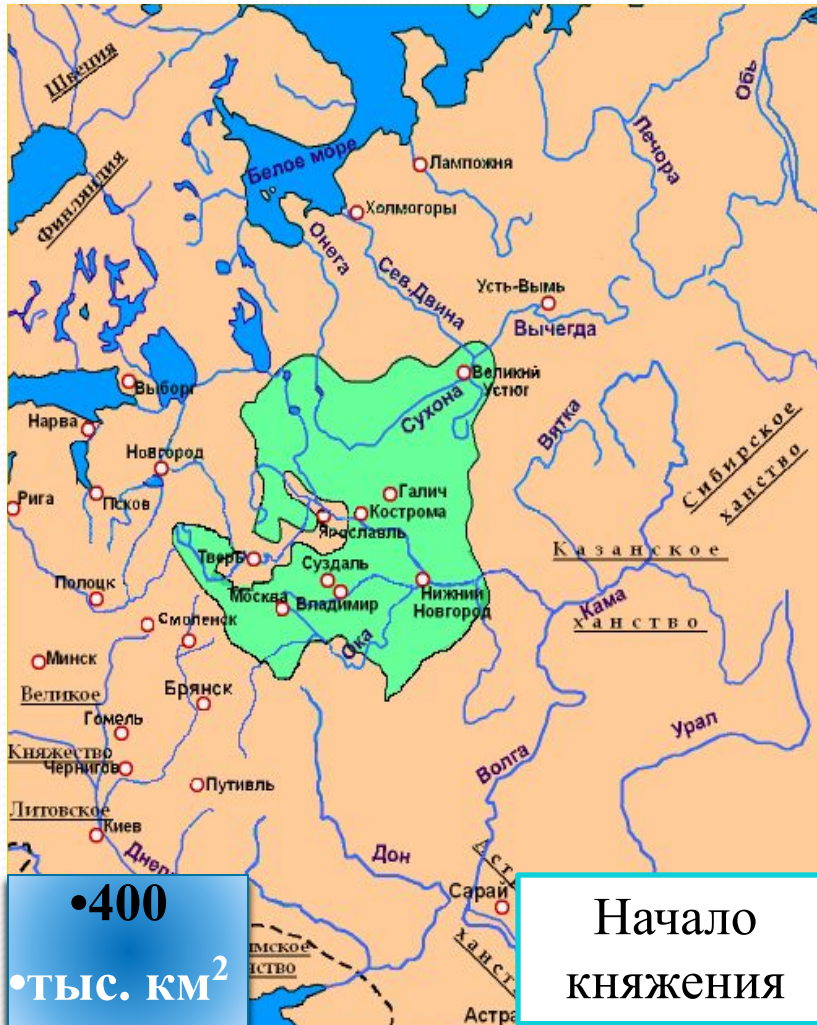 Швеция
Обь
Печора
Белое море
Лампожня
Финляндия
Холмогоры
Онега
Сев.Двина
Усть-Вымь
Вычегда
Великий
Устюг
Выборг
Сухона
Нарва
Вятка
Новгород
Сибирское
ханство
Галич
Рига
Псков
Кострома
Ярославль
Тверь
Казанское
Суздаль
Полоцк
Москва
Владимир
Нижний
Новгород
Кама
ханство
Смоленск
Ока
Минск
Великое
Брянск
Гомель
Урал
Княжество
Волга
Чернигов
Путивль
Литовское
Киев
Дон
Сарай
•400
•тыс. км²
Начало
княжения